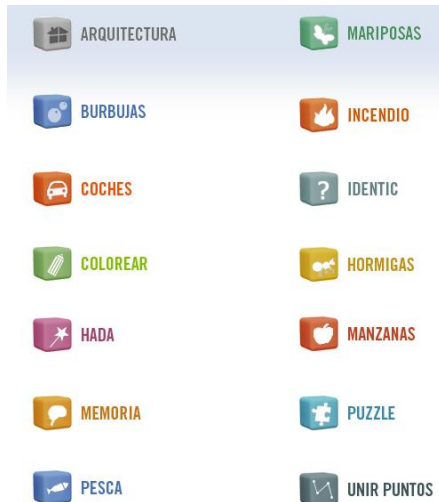 ARQUITECTURA
BURBUJAS
COCHES
COLOREAR
HADA
MEMORIA
PESCA
MARIPOSAS
INCENDIO
?
IDENTIC
HORMIGAS
MANZANAS
PUZZLE
UNIR PUNTOS